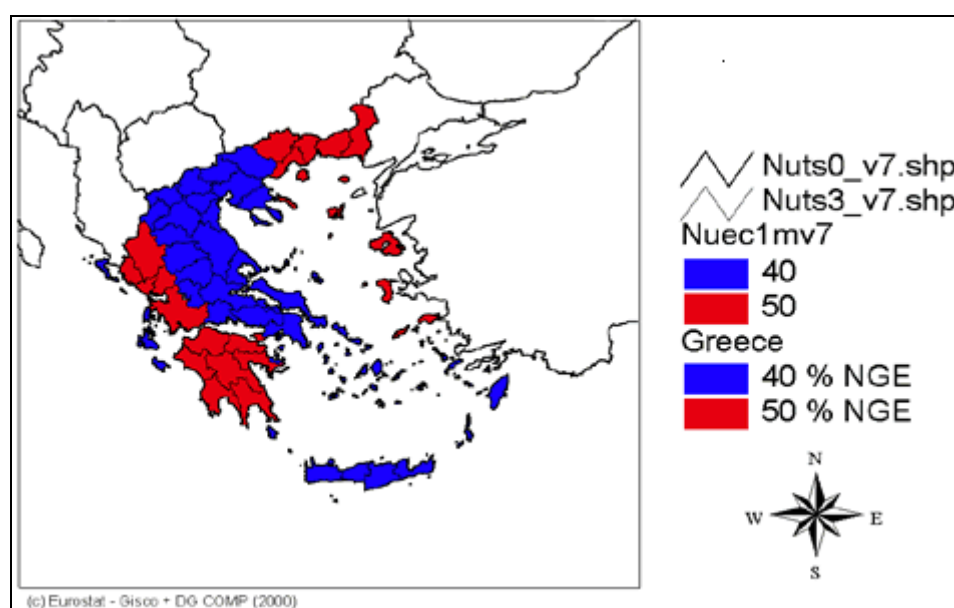 Nuts0_v7.shp
Nuts3_v7.shp
Nuec1mv7
40
50
Greece
40 % NGE
50 % NGE
N
W E
S
(c) Eurostat - Gisco + DG COMP (2000)